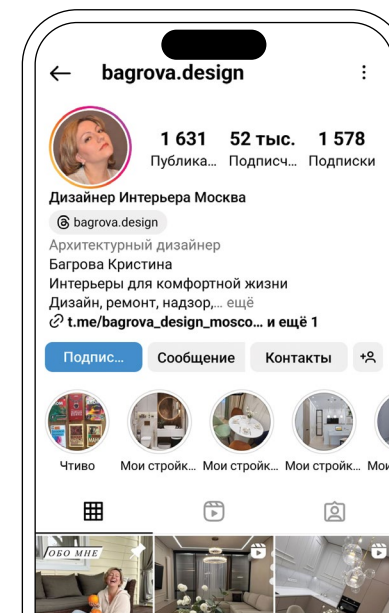 bagrova.design
1 631 52 тыс. 1 578
Публика... Подписч... Подписки
Дизайнер Интерьера Москва
bagrova.design
Архитектурный дизайнер
Багрова Кристина
Интерьеры для комфортной жизни
Дизайн, ремонт, надзор,... ещё
t.me/bagrova_design_mosco... и ещё 1
Подпис... Сообщение Контакты
Чтиво Мои стройк... Мои стройк... Мои стройк... Мои
ОБО МНЕ